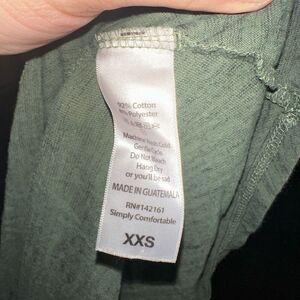 92% Cotton
8% Polyester
Machine Wash Cold
Gentle Cycle
Do Not Bleach
Hang Dry
or you'll be sad
MADE IN GUATEMALA
RN#142161
Simply Comfortable
XXS